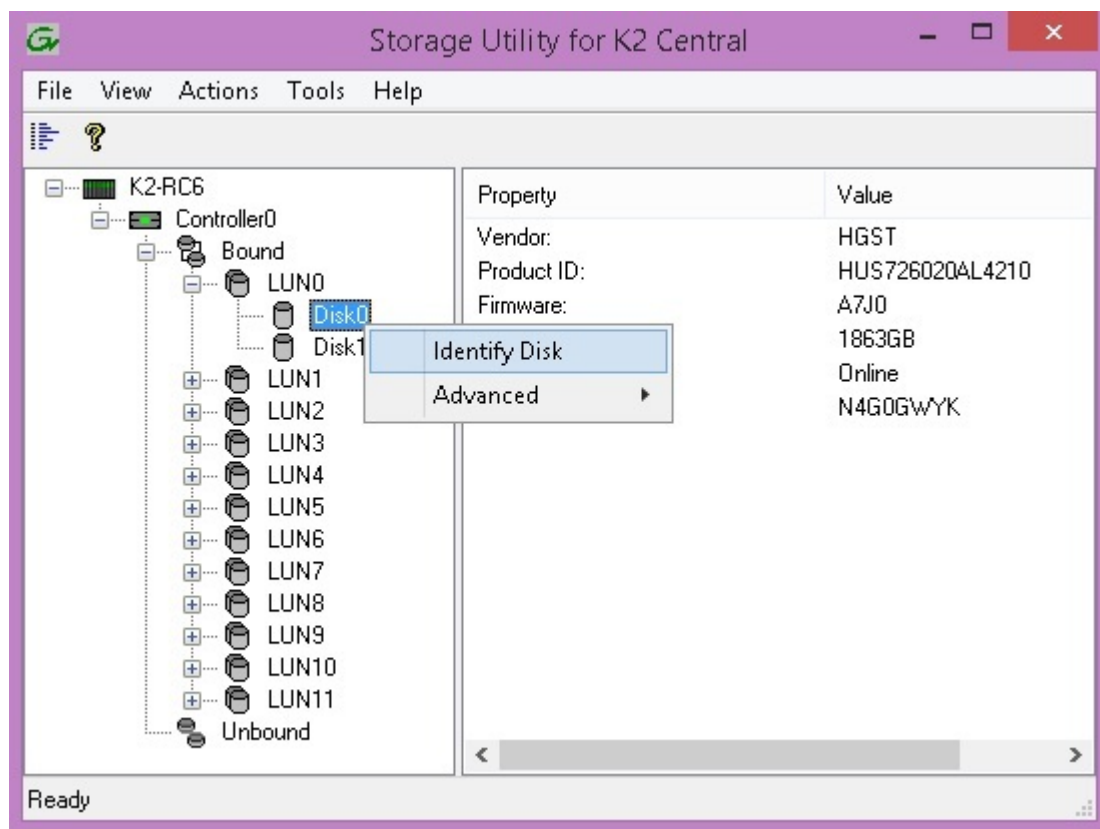 Storage Utility for K2 Central
File View Actions Tools Help
K2-RC6
Controller0
Bound
LUN0
Disk0
Disk1
LUN1
LUN2
LUN3
LUN4
LUN5
LUN6
LUN7
LUN8
LUN9
LUN10
LUN11
Unbound
Identify Disk
Advanced
Property Value
Vendor: HGST
Product ID: HUS726020AL4210
Firmware: A7J0
1863GB
Online
N4G0GWYK
Ready